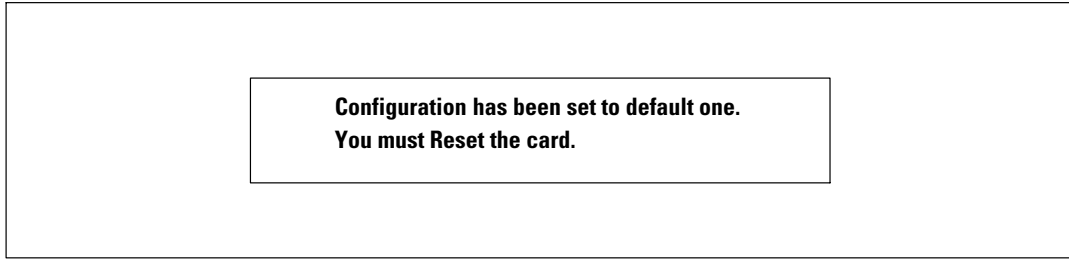 Configuration has been set to default one.
You must Reset the card.